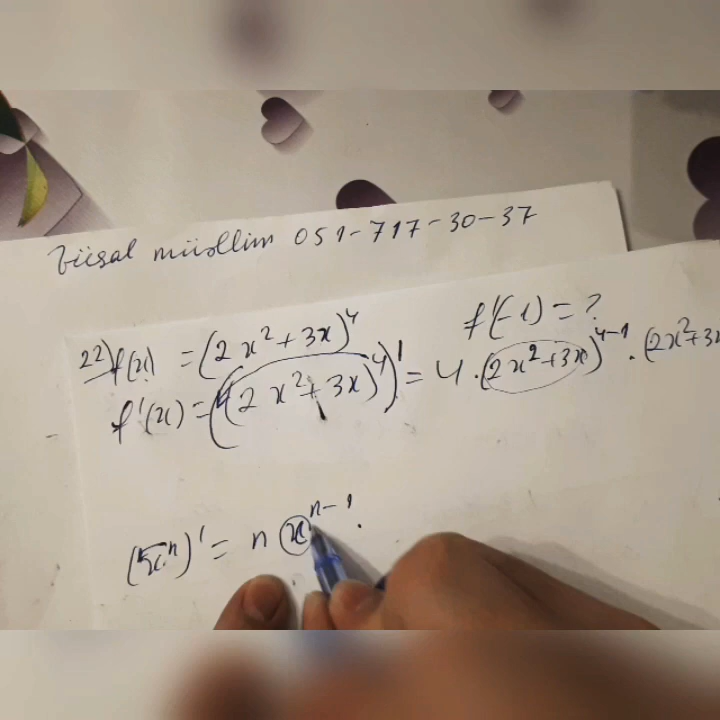 müəllim 051-717-30-37
22) f(x) = (2x²+3x)⁴ f'(-1) = ?
f'(x) = ((2x²+3x)⁴)' = 4·(2x²+3x)⁴⁻¹·(2x²+3x
(xⁿ)' = n xⁿ⁻¹.